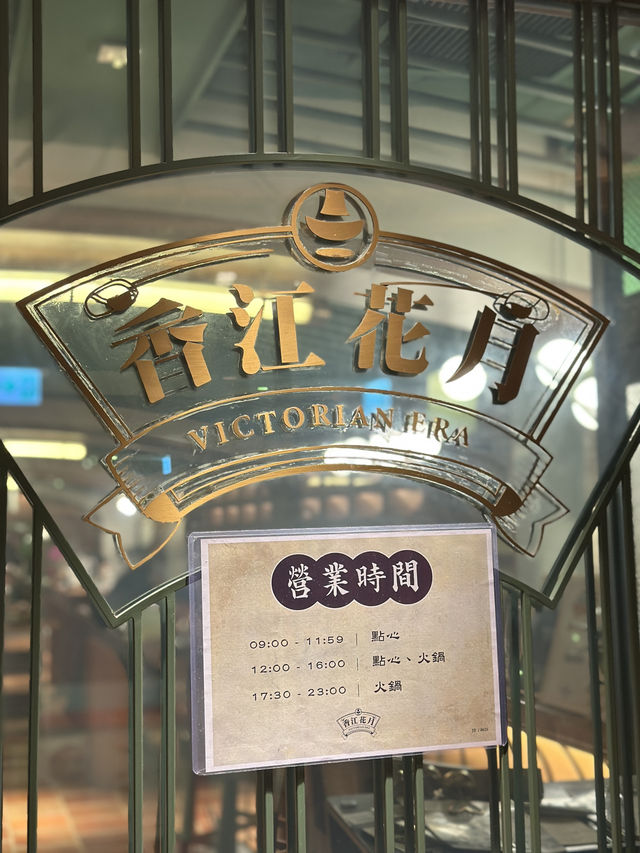 香江花月
VICTORIAN ERA
營業時間
09:00 - 11:59 | 點心
12:00 - 16:00 | 點心、火鍋
17:30 - 23:00 | 火鍋
香江花月